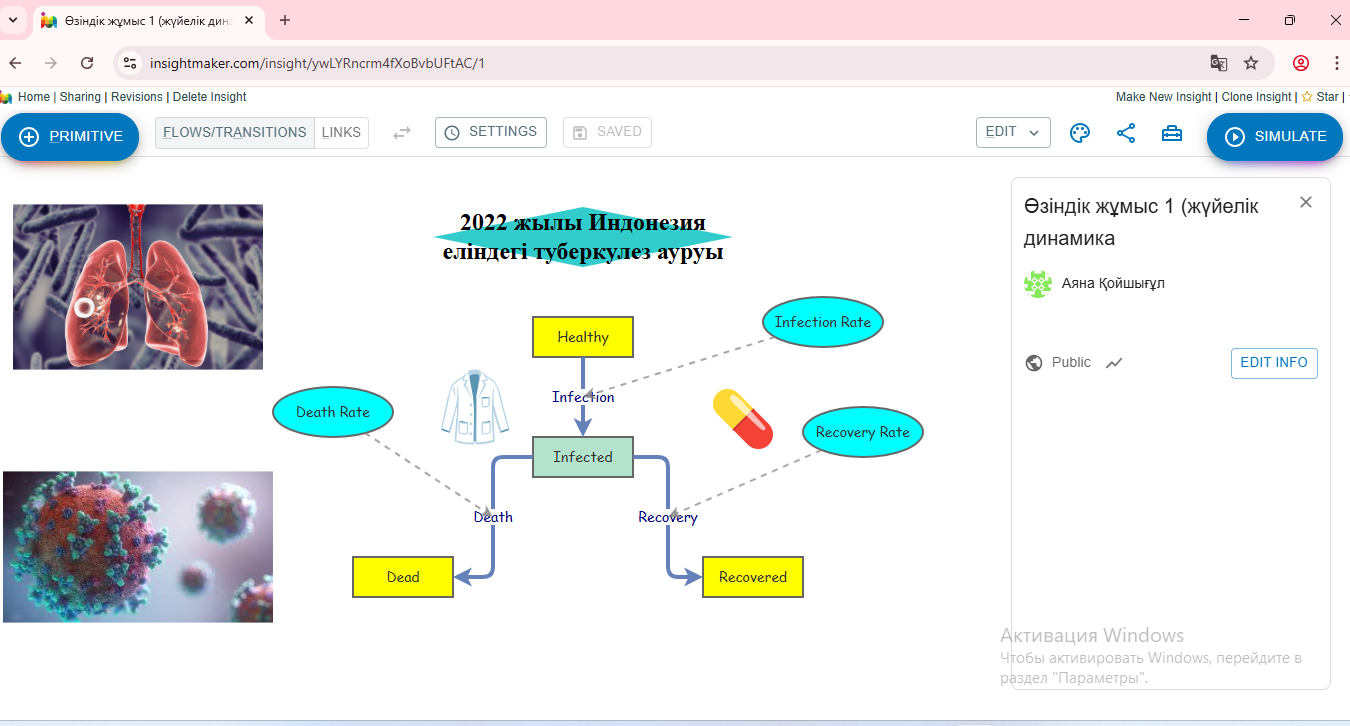 Өзіндік жұмыс 1 (жүйелік дин
insightmaker.com/insight/ywLYRncrm4fXoBvbUFtAC/1
Home | Sharing | Revisions | Delete Insight
Make New Insight | Clone Insight | Star |
PRIMITIVE
FLOWS/TRANSITIONS
LINKS
SETTINGS
SAVED
EDIT
SIMULATE
2022 жылы Индонезия
еліндегі туберкулез ауруы
Өзіндік жұмыс 1 (жүйелік
динамика
Аяна Қойшығұл
Public
EDIT INFO
Infection Rate
Healthy
Infection
Death Rate
Recovery Rate
Infected
Death
Recovery
Dead
Recovered
Активация Windows
Чтобы активировать Windows, перейдите в
раздел "Параметры".